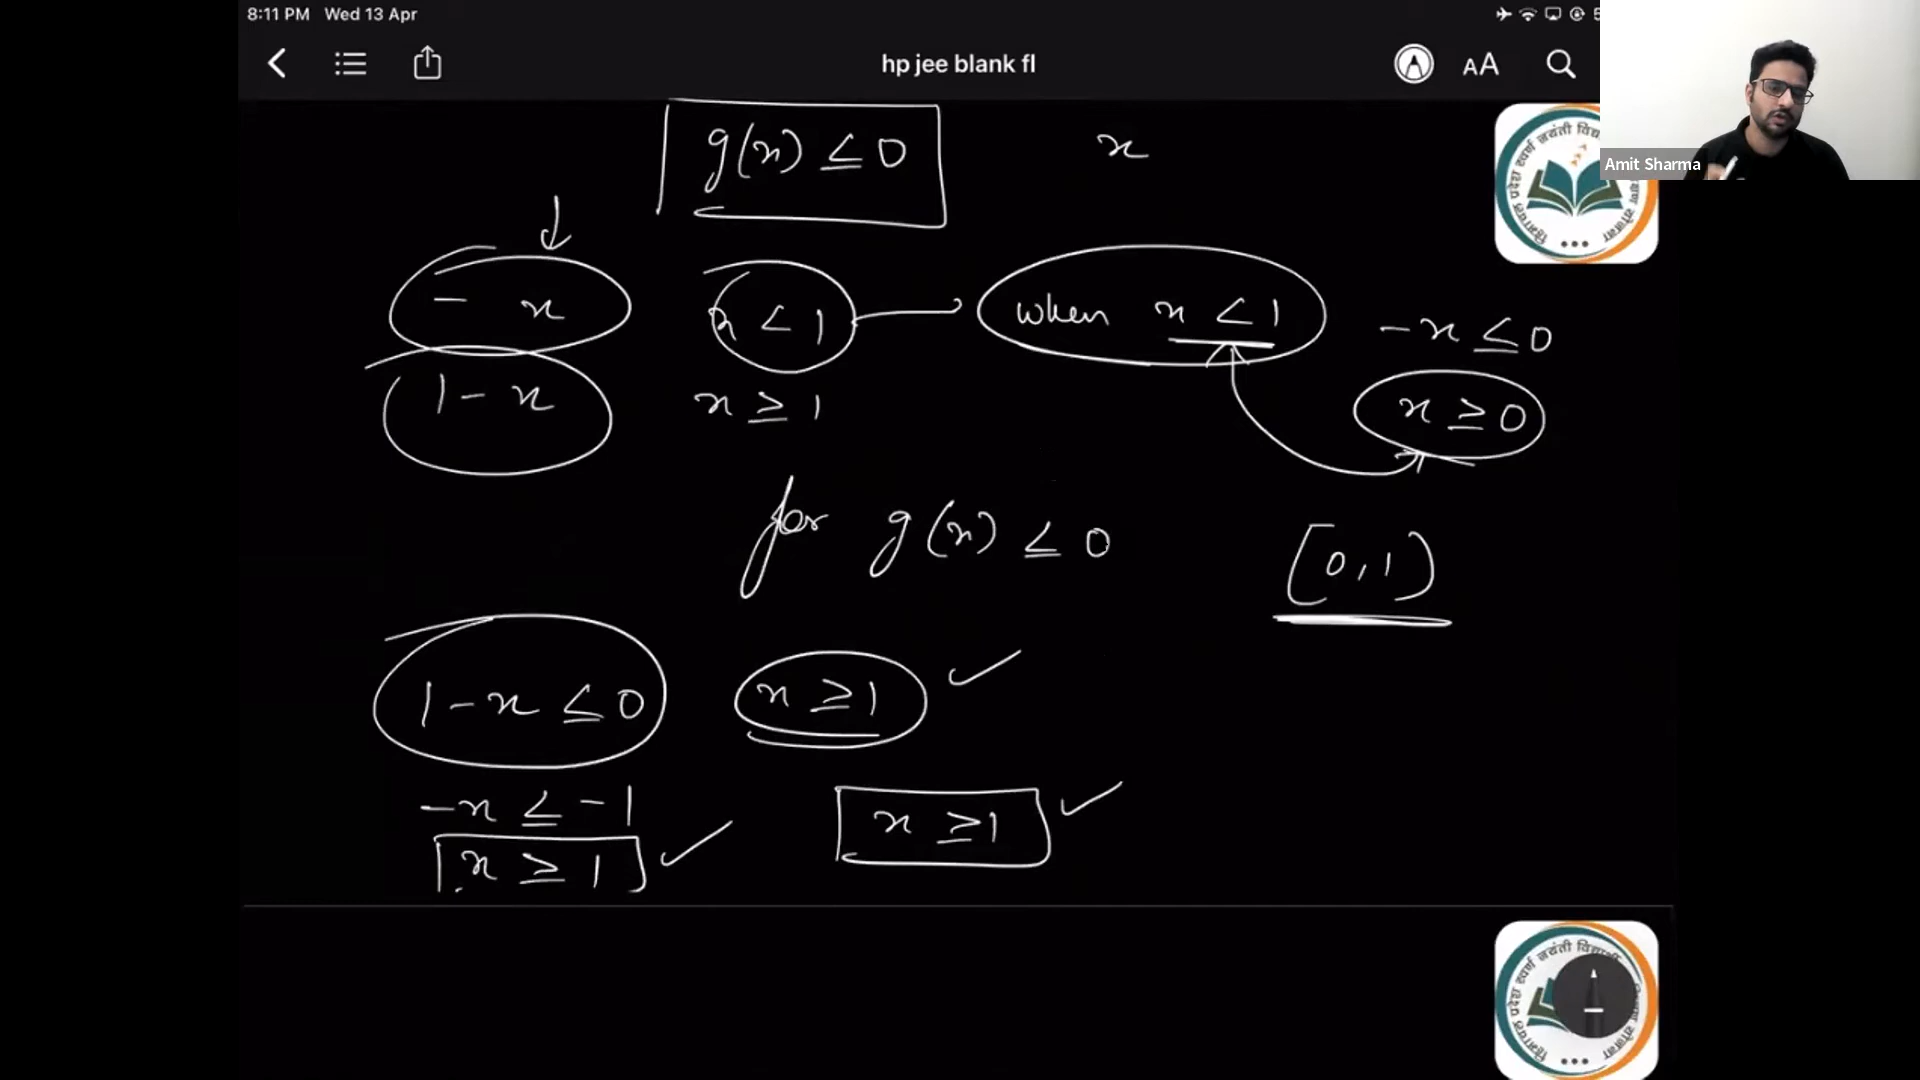 8:11 PM Wed 13 Apr
hp jee blank fl
AA
Amit Sharma
g(x) ≤ 0
x
- x
x < 1
when x < 1
-x ≤ 0
1 - x
x ≥ 1
x ≥ 0
for g(x) ≤ 0
[0,1)
1 - x ≤ 0
x ≥ 1
-x ≤ -1
x ≥ 1
x ≥ 1